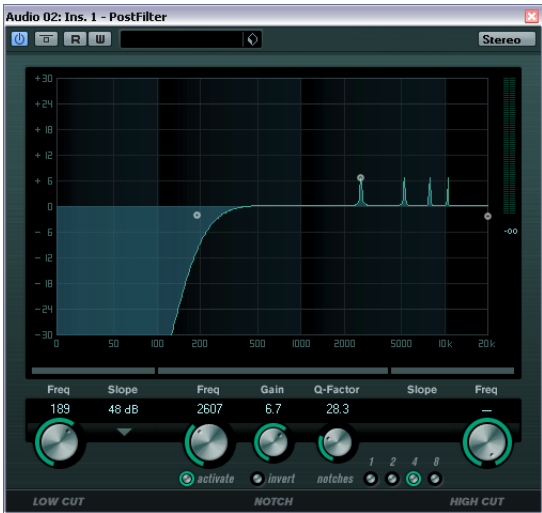 Audio 02: Ins. 1 - PostFilter
R W Stereo
+30
+24
+18
+12
+6
0
-6
-12
-18
-24
-30
-oo
0 50 100 200 500 1000 2000 5000 10k 20k
Freq Slope Freq Gain Q-Factor Slope Freq
189 48 dB 2607 6.7 28.3 —
1 2 4 8
activate invert notches
LOW CUT NOTCH HIGH CUT